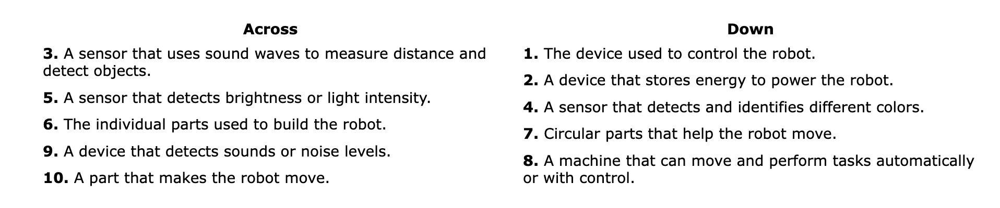 Across
3. A sensor that uses sound waves to measure distance and
detect objects.
5. A sensor that detects brightness or light intensity.
6. The individual parts used to build the robot.
9. A device that detects sounds or noise levels.
10. A part that makes the robot move.
Down
1. The device used to control the robot.
2. A device that stores energy to power the robot.
4. A sensor that detects and identifies different colors.
7. Circular parts that help the robot move.
8. A machine that can move and perform tasks automatically
or with control.